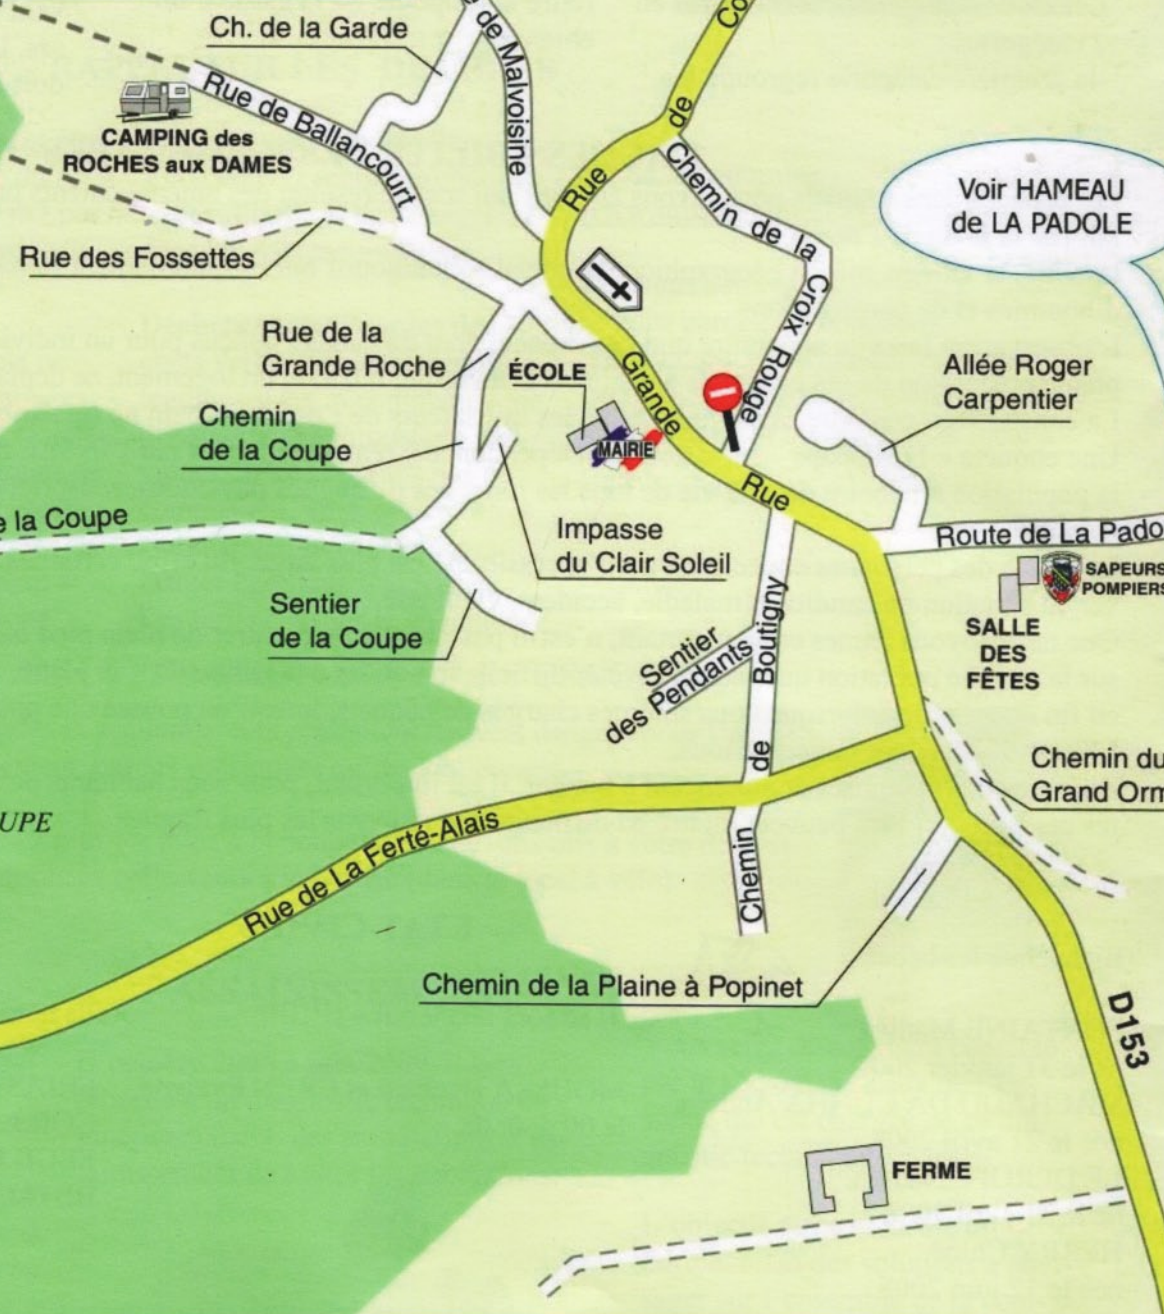 Ch. de la Garde
de Malvoisine
Co
Rue de Ballancourt
CAMPING des
ROCHES aux DAMES
Rue de
Chemin de la Croix Rouge
Voir HAMEAU
de LA PADOLE
Rue des Fossettes
Rue de la
Grande Roche
ÉCOLE
MAIRIE
Grande Rue
Allée Roger
Carpentier
Chemin
de la Coupe
e la Coupe
Impasse
du Clair Soleil
Route de La Pado
SAPEURS
POMPIERS
SALLE
DES
FÊTES
Sentier
de la Coupe
Sentier
des Pendants
Chemin de Boutigny
Chemin du
Grand Orm
UPE
Rue de La Ferté-Alais
Chemin de la Plaine à Popinet
D153
FERME